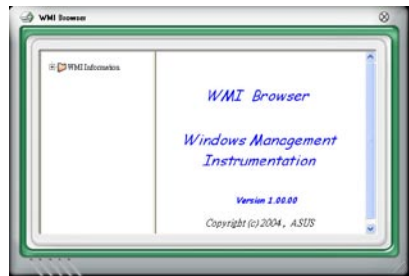 WMI Browser
WMI Information
WMI Browser
Windows Management
Instrumentation
Version 1.00.00
Copyright (c) 2004, ASUS